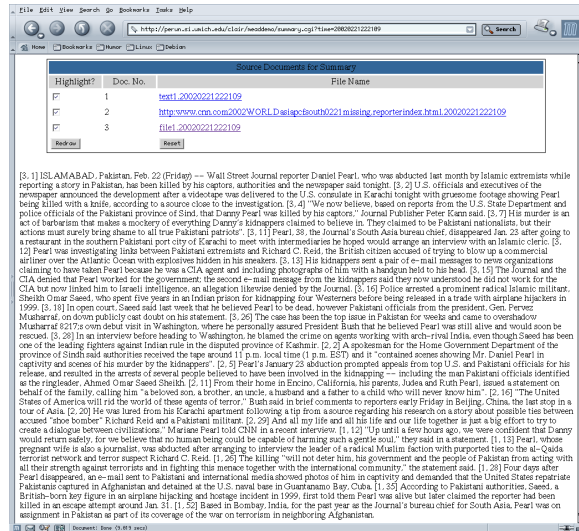 File Edit View Search Go Bookmarks Tasks Help
http://perun.si.umich.edu/clair/meaddemo/summary.cgi?time=20020221222109
Search
Home Bookmarks Humor Linux Debian
Source Documents for Summary
Highlight? Doc. No. File Name
1 text1.20020221222109
2 http:www.cnn.com2002WORLDasiapcfsouth0221missing.reporterindex.html.20020221222109
3 file1.20020221222109
Redraw Reset
[3, 1] ISLAMABAD, Pakistan, Feb. 22 (Friday) -- Wall Street Journal reporter Daniel Pearl, who was abducted last month by Islamic extremists while
reporting a story in Pakistan, has been killed by his captors, authorities and the newspaper said tonight. [3, 2] U.S. officials and executives of the
newspaper announced the development after a videotape was delivered to the U.S. consulate in Karachi tonight with gruesome footage showing Pearl
being killed with a knife, according to a source close to the investigation. [3, 4] "We now believe, based on reports from the U.S. State Department and
police officials of the Pakistani province of Sind, that Danny Pearl was killed by his captors," Journal Publisher Peter Kann said. [3, 7] His murder is an
act of barbarism that makes a mockery of everything Danny's kidnappers claimed to believe in. They claimed to be Pakistani nationalists, but their
actions must surely bring shame to all true Pakistani patriots". [3, 11] Pearl, 38, the Journal's South Asia bureau chief, disappeared Jan. 23 after going to
a restaurant in the southern Pakistani port city of Karachi to meet with intermediaries he hoped would arrange an interview with an Islamic cleric. [3,
12] Pearl was investigating links between Pakistani extremists and Richard C. Reid, the British citizen accused of trying to blow up a commercial
airliner over the Atlantic Ocean with explosives hidden in his sneakers. [3, 13] His kidnappers sent a pair of e-mail messages to news organizations
claiming to have taken Pearl because he was a CIA agent and including photographs of him with a handgun held to his head. [3, 15] The Journal and the
CIA denied that Pearl worked for the government; the second e-mail message from the kidnappers said they now understood he did not work for the
CIA but now linked him to Israeli intelligence, an allegation likewise denied by the Journal. [3, 16] Police arrested a prominent radical Islamic militant,
Sheikh Omar Saeed, who spent five years in an Indian prison for kidnapping four Westerners before being released in a trade with airplane hijackers in
1999. [3, 18] In open court, Saeed said last week that he believed Pearl to be dead, however Pakistani officials from the president, Gen. Pervez
Musharraf, on down publicly cast doubt on his statement. [3, 26] The case has been the top issue in Pakistan for weeks and came to overshadow
Musharraf 8217;s own debut visit in Washington, where he personally assured President Bush that he believed Pearl was still alive and would soon be
rescued. [3, 28] In an interview before heading to Washington, he blamed the crime on agents working with arch-rival India, even though Saeed has been
one of the leading fighters against Indian rule in the disputed province of Kashmir. [2, 2] A spokesman for the Home Government Department of the
province of Sindh said authorities received the tape around 11 p.m. local time (1 p.m. EST) and it "contained scenes showing Mr. Daniel Pearl in
captivity and scenes of his murder by the kidnappers". [2, 5] Pearl's January 23 abduction prompted appeals from top U.S. and Pakistani officials for his
release, and resulted in the arrests of several people believed to have been involved in the kidnapping -- including the man Pakistani officials identified
as the ringleader, Ahmed Omar Saeed Sheikh. [2, 11] From their home in Encino, California, his parents, Judea and Ruth Pearl, issued a statement on
behalf of the family, calling him "a beloved son, a brother, an uncle, a husband and a father to a child who will never know him". [2, 16] "The United
States of America will rid the world of these agents of terror." Bush said in brief comments to reporters early Friday in Beijing, China, the last stop in a
tour of Asia. [2, 20] He was lured from his Karachi apartment following a tip from a source regarding his research on a story about possible ties between
accused "shoe bomber" Richard Reid and a Pakistani militant. [2, 29] And all my life and all his life and our life together is just a big effort to try to
create a dialogue between civilizations," Mariane Pearl told CNN in a recent interview. [1, 12] "Up until a few hours ago, we were confident that Danny
would return safely, for we believe that no human being could be capable of harming such a gentle soul," they said in a statement. [1, 13] Pearl, whose
pregnant wife is also a journalist, was abducted after arranging to interview the leader of a radical Muslim faction with purported ties to the al-Qaida
terrorist network and terror suspect Richard C. Reid. [1, 26] The killing "will not deter him, his government and the people of Pakistan from acting with
all their strength against terrorists and in fighting this menace together with the international community," the statement said. [1, 28] Four days after
Pearl disappeared, an e-mail sent to Pakistani and international media showed photos of him in captivity and demanded that the United States repatriate
Pakistanis captured in Afghanistan and detained at the U.S. naval base in Guantanamo Bay, Cuba. [1, 35] According to Pakistani authorities, Saeed, a
British-born key figure in an airplane hijacking and hostage incident in 1999, first told them Pearl was alive but later claimed the reporter had been
killed in an escape attempt around Jan. 31. [1, 52] Based in Bombay, India, for the past year as the Journal's bureau chief for South Asia, Pearl was on
assignment in Pakistan as part of its coverage of the war on terrorism in neighboring Afghanistan.
Document: Done (3.013 secs)